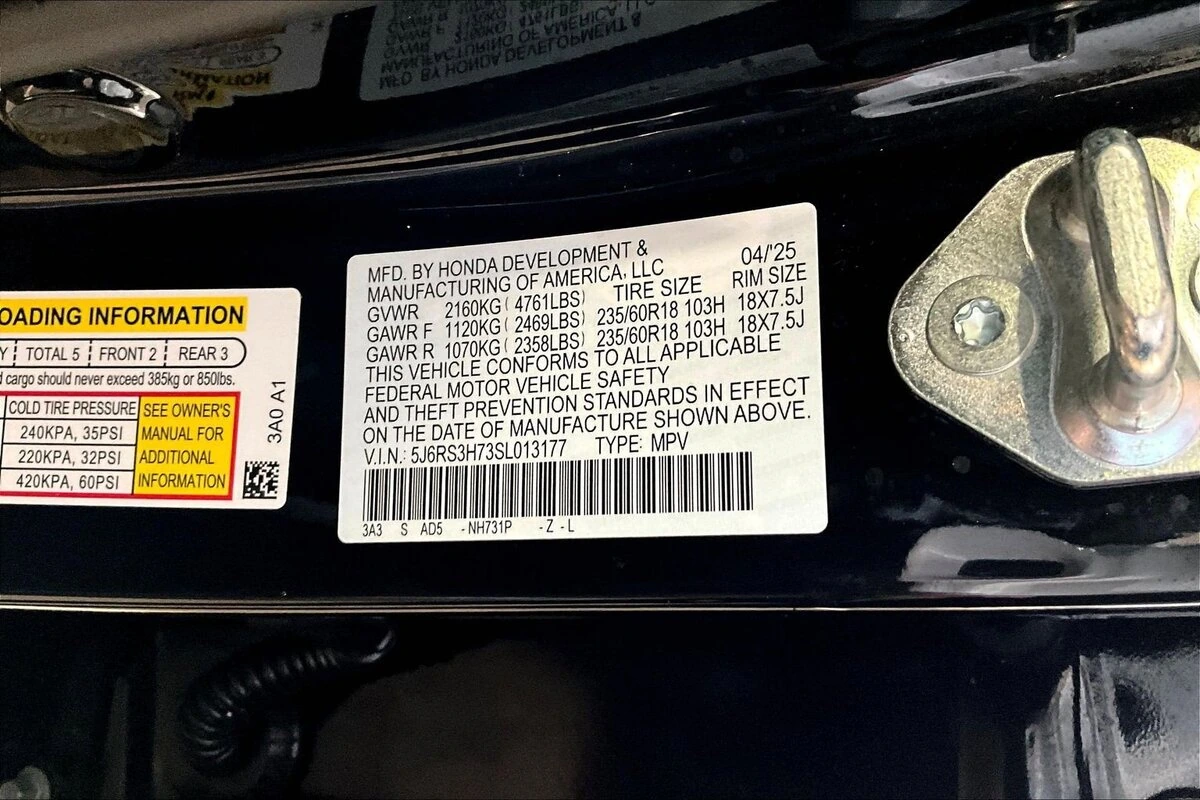 MFD. BY HONDA DEVELOPMENT &
MANUFACTURING OF AMERICA, LLC 04/'25
GVWR 2160KG ( 4761LBS) TIRE SIZE RIM SIZE
GAWR F 1120KG ( 2469LBS) 235/60R18 103H 18X7.5J
GAWR R 1070KG ( 2358LBS) 235/60R18 103H 18X7.5J
THIS VEHICLE CONFORMS TO ALL APPLICABLE
FEDERAL MOTOR VEHICLE SAFETY
AND THEFT PREVENTION STANDARDS IN EFFECT
ON THE DATE OF MANUFACTURE SHOWN ABOVE.
V.I.N.: 5J6RS3H73SL013177 TYPE: MPV
3A3 S AD5 -NH731P -Z -L
OADING INFORMATION
Y TOTAL 5 FRONT 2 REAR 3
d cargo should never exceed 385kg or 850lbs.
COLD TIRE PRESSURE
240KPA, 35PSI
220KPA, 32PSI
420KPA, 60PSI
SEE OWNER'S
MANUAL FOR
ADDITIONAL
INFORMATION
3A0 A1